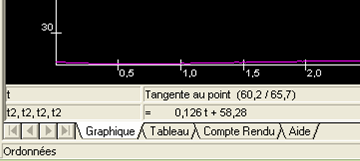 30
0,5 1,0 1,5 2,0
t Tangente au point (60,2 / 65,7)
t2, t2, t2, t2 = 0,126 t + 58,28
Graphique Tableau Compte Rendu Aide
Ordonnées